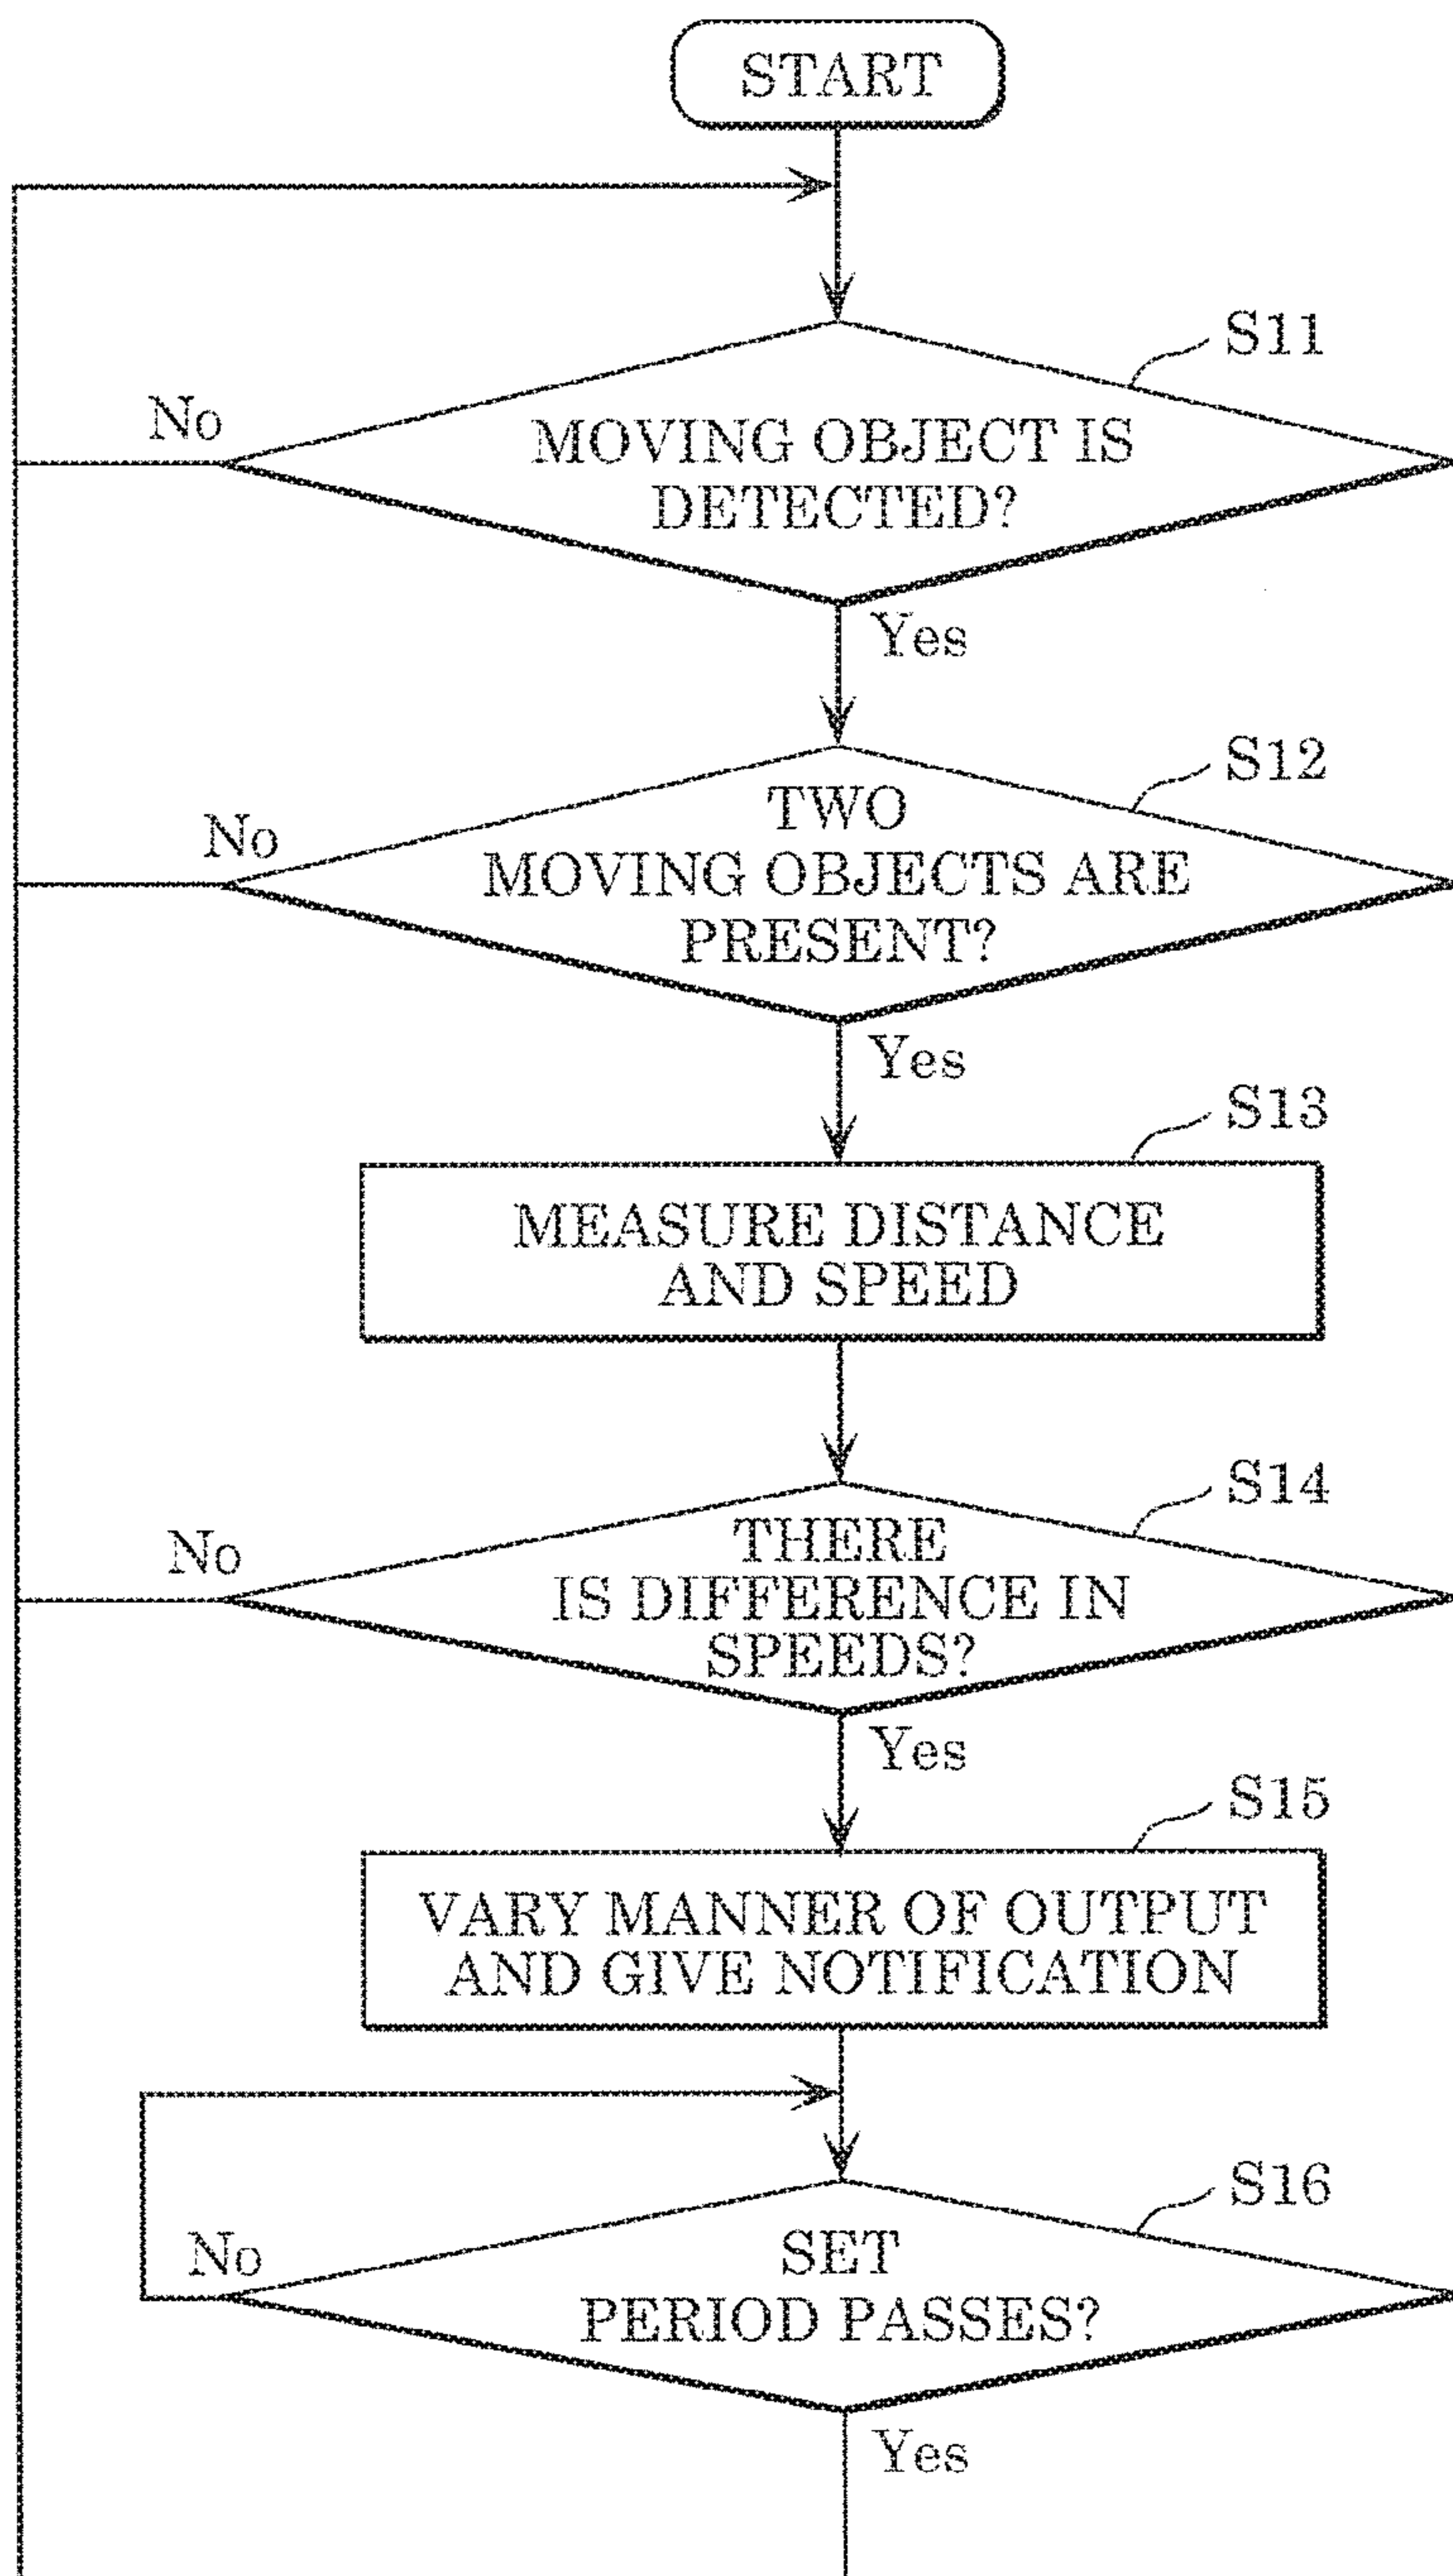 START
S11
No
MOVING OBJECT IS
DETECTED?
Yes
S12
No
TWO
MOVING OBJECTS ARE
PRESENT?
Yes
S13
MEASURE DISTANCE
AND SPEED
S14
No
THERE
IS DIFFERENCE IN
SPEEDS?
Yes
S15
VARY MANNER OF OUTPUT
AND GIVE NOTIFICATION
S16
No
SET
PERIOD PASSES?
Yes